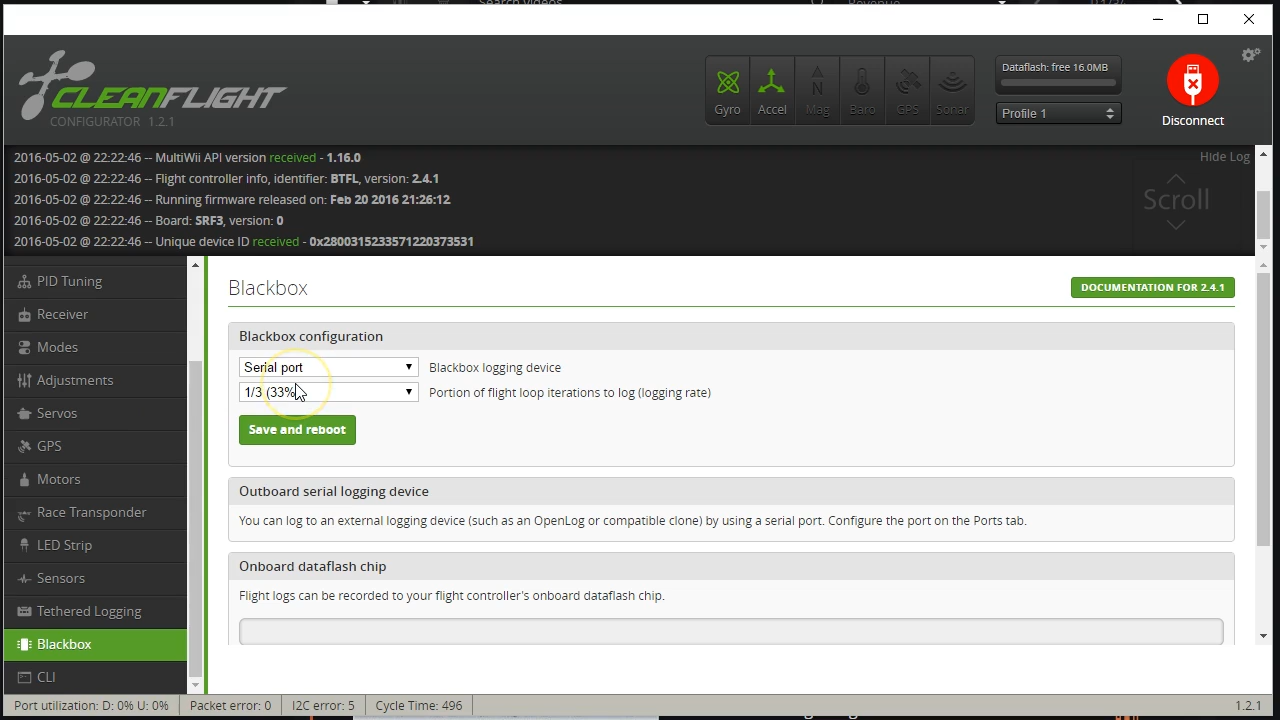 Search videos
Revenue
CLEANFLIGHT
CONFIGURATOR 1.2.1
Gyro
Accel
Mag
Baro
GPS
Sonar
Dataflash: free 16.0MB
Profile 1
Disconnect
2016-05-02 @ 22:22:46 -- MultiWii API version received - 1.16.0
2016-05-02 @ 22:22:46 -- Flight controller info, identifier: BTFL, version: 2.4.1
2016-05-02 @ 22:22:46 -- Running firmware released on: Feb 20 2016 21:26:12
2016-05-02 @ 22:22:46 -- Board: SRF3, version: 0
2016-05-02 @ 22:22:46 -- Unique device ID received - 0x2800315233571220373531
Hide Log
Scroll
PID Tuning
Receiver
Modes
Adjustments
Servos
GPS
Motors
Race Transponder
LED Strip
Sensors
Tethered Logging
Blackbox
CLI
Blackbox
DOCUMENTATION FOR 2.4.1
Blackbox configuration
Serial port
Blackbox logging device
1/3 (33%
Portion of flight loop iterations to log (logging rate)
Save and reboot
Outboard serial logging device
You can log to an external logging device (such as an OpenLog or compatible clone) by using a serial port. Configure the port on the Ports tab.
Onboard dataflash chip
Flight logs can be recorded to your flight controller's onboard dataflash chip.
Port utilization: D: 0% U: 0%
Packet error: 0
I2C error: 5
Cycle Time: 496
1.2.1